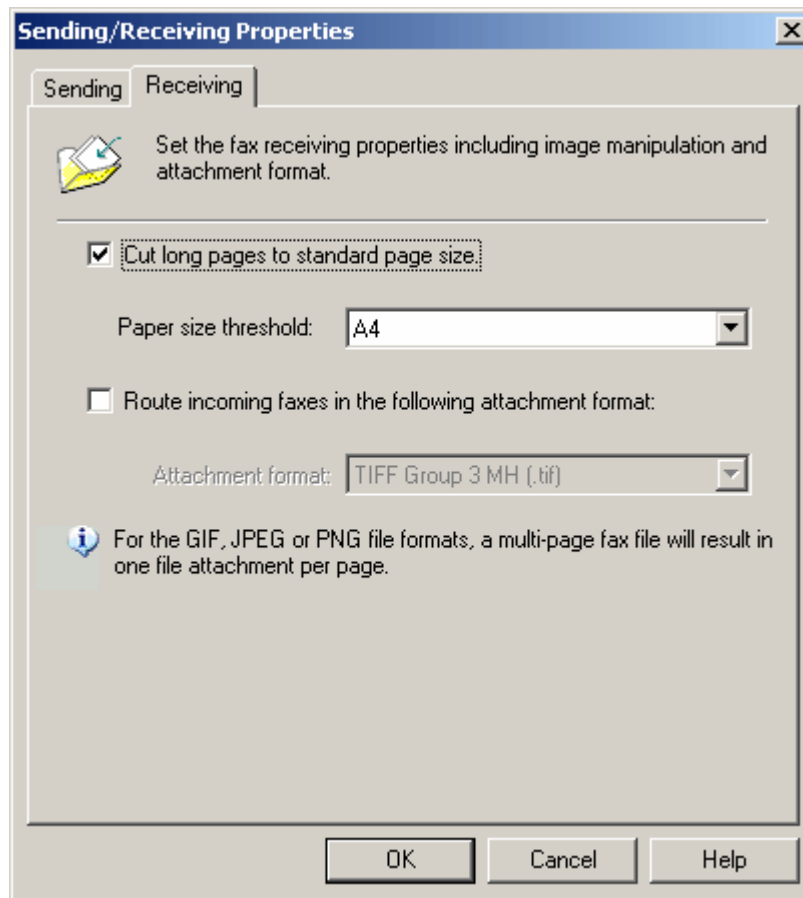 Sending/Receiving Properties
Sending
Receiving
Set the fax receiving properties including image manipulation and
attachment format.
Cut long pages to standard page size.
Paper size threshold:
A4
Route incoming faxes in the following attachment format:
Attachment format:
TIFF Group 3 MH (.tif)
For the GIF, JPEG or PNG file formats, a multi-page fax file will result in
one file attachment per page.
OK
Cancel
Help